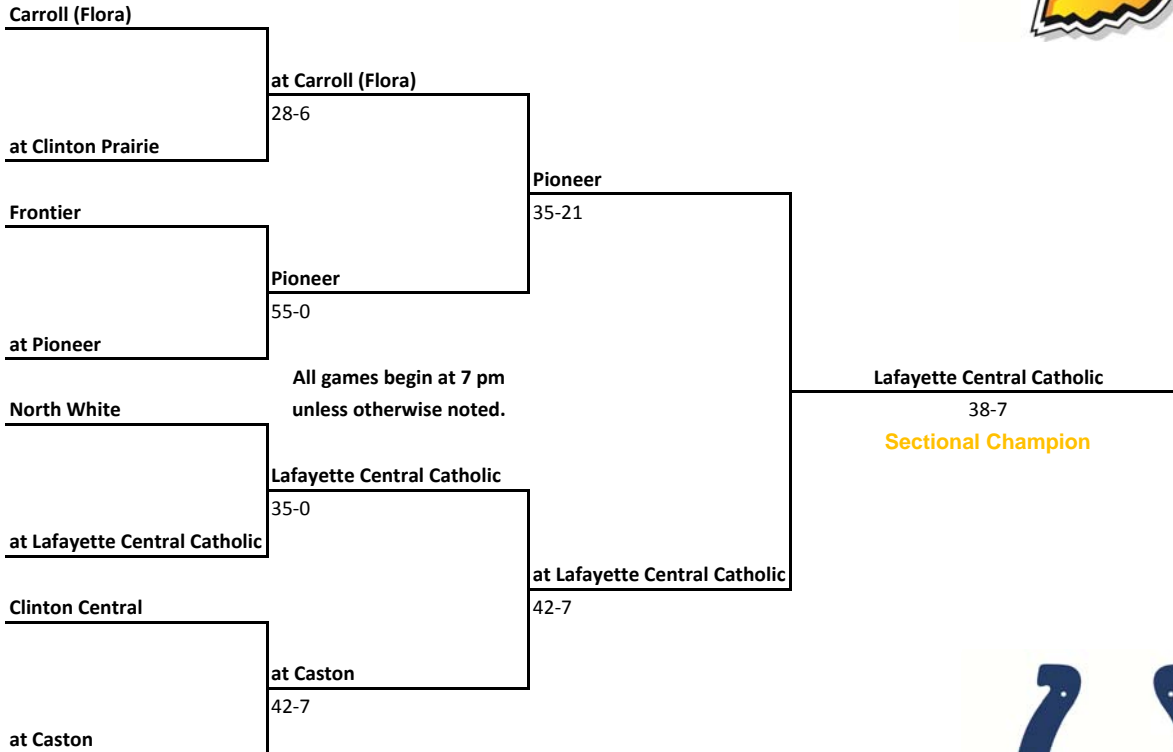 Carroll (Flora)
at Carroll (Flora)
28-6
at Clinton Prairie
Pioneer
Frontier
35-21
Pioneer
55-0
at Pioneer
All games begin at 7 pm
unless otherwise noted.
Lafayette Central Catholic
North White
38-7
Sectional Champion
Lafayette Central Catholic
35-0
at Lafayette Central Catholic
at Lafayette Central Catholic
Clinton Central
42-7
at Caston
42-7
at Caston